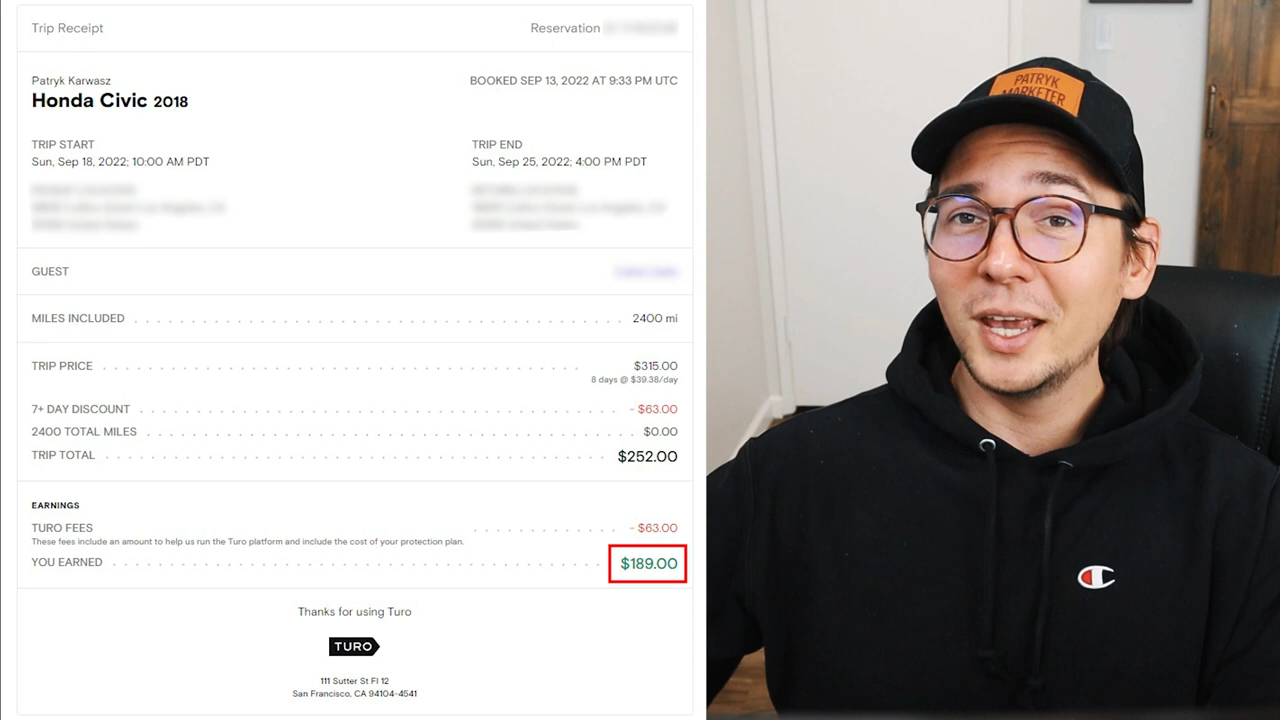 Trip Receipt
Reservation
Patryk Karwasz
BOOKED SEP 13, 2022 AT 9:33 PM UTC
Honda Civic 2018
TRIP START
TRIP END
Sun, Sep 18, 2022; 10:00 AM PDT
Sun, Sep 25, 2022; 4:00 PM PDT
GUEST
MILES INCLUDED 2400 mi
TRIP PRICE $315.00
8 days @ $39.38/day
7+ DAY DISCOUNT - $63.00
2400 TOTAL MILES $0.00
TRIP TOTAL $252.00
EARNINGS
TURO FEES - $63.00
These fees include an amount to help us run the Turo platform and include the cost of your protection plan.
YOU EARNED $189.00
Thanks for using Turo
TURO
111 Sutter St Fl 12
San Francisco, CA 94104-4541
PATRYK
MARKETER